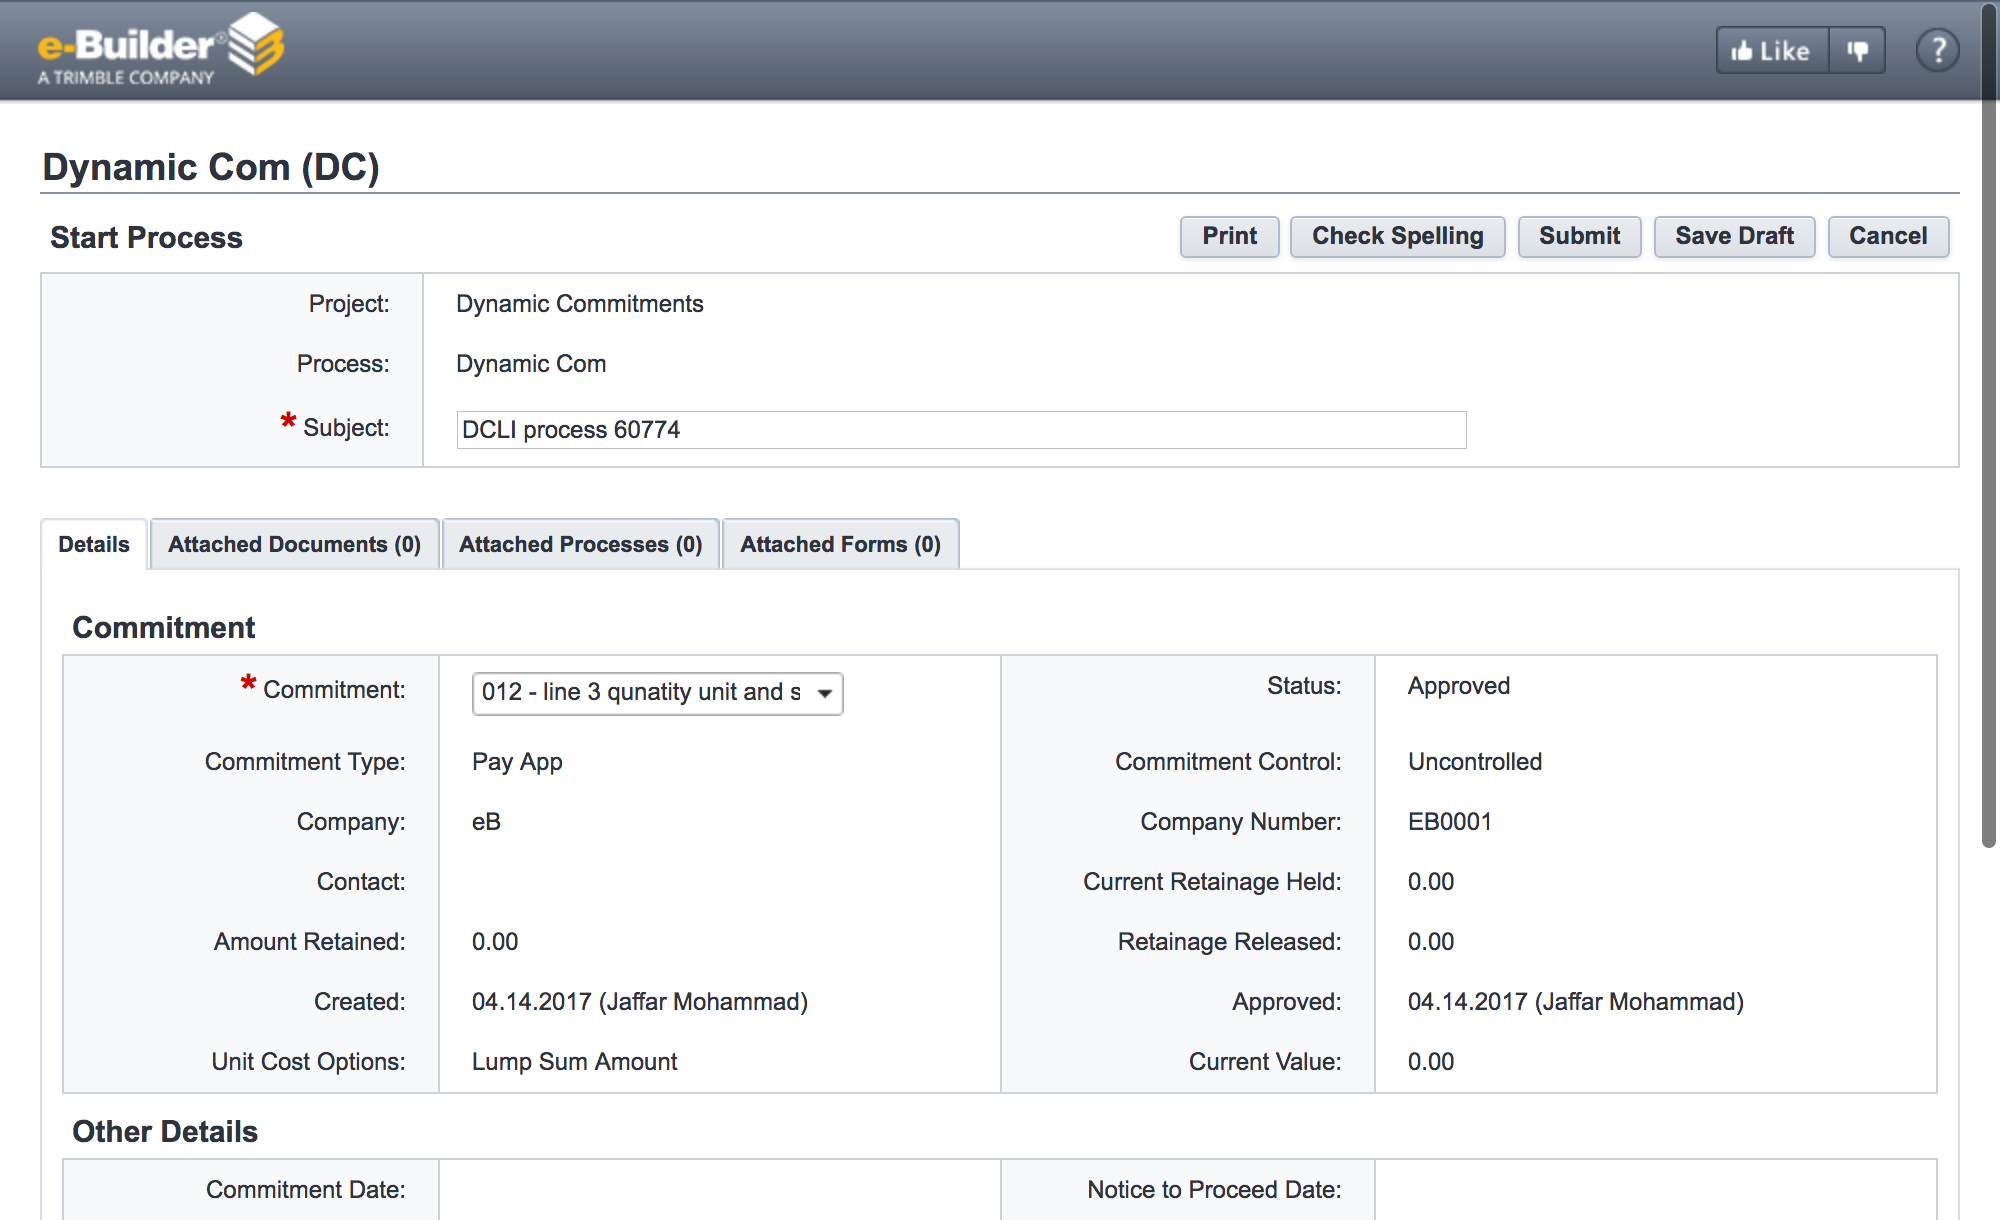 e-Builder®
A TRIMBLE COMPANY
Like
?
Dynamic Com (DC)
Start Process
Print
Check Spelling
Submit
Save Draft
Cancel
Project: Dynamic Commitments
Process: Dynamic Com
* Subject: DCLI process 60774
Details
Attached Documents (0)
Attached Processes (0)
Attached Forms (0)
Commitment
* Commitment: 012 - line 3 qunatity unit and s
Status: Approved
Commitment Type: Pay App
Commitment Control: Uncontrolled
Company: eB
Company Number: EB0001
Contact:
Current Retainage Held: 0.00
Amount Retained: 0.00
Retainage Released: 0.00
Created: 04.14.2017 (Jaffar Mohammad)
Approved: 04.14.2017 (Jaffar Mohammad)
Unit Cost Options: Lump Sum Amount
Current Value: 0.00
Other Details
Commitment Date:
Notice to Proceed Date: